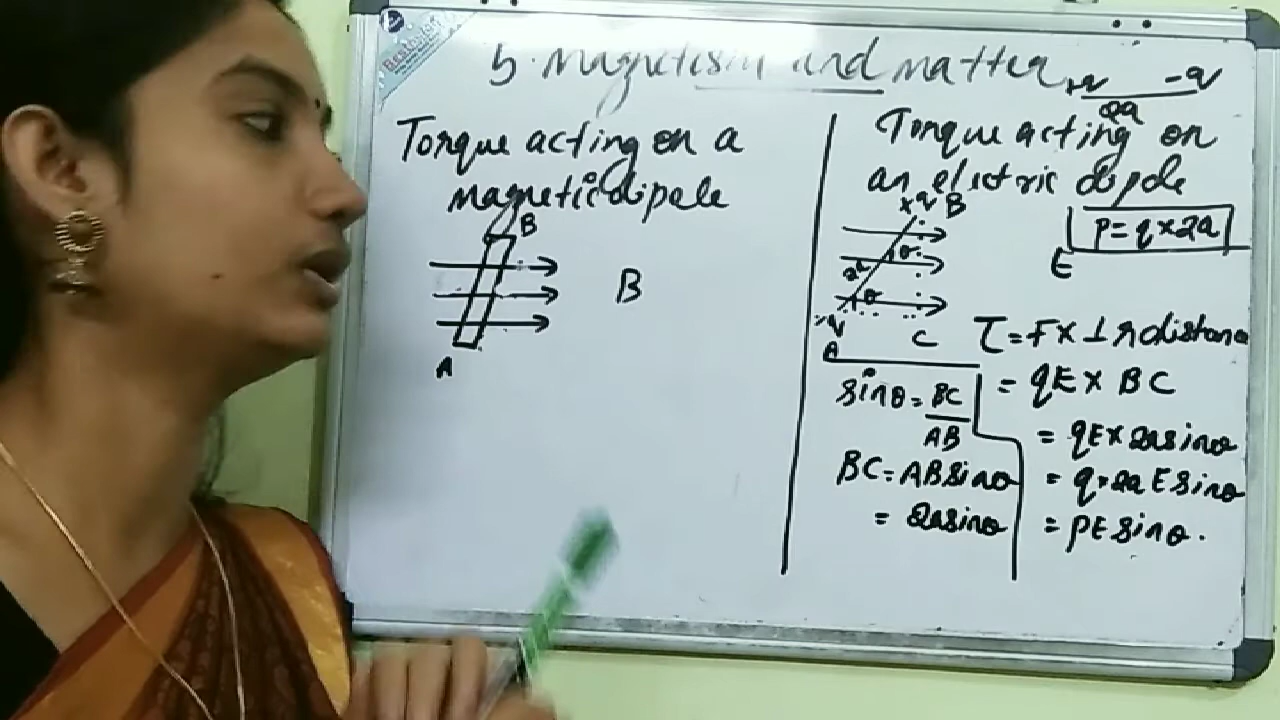 5. Magnetism and matter
Torque acting on a
magnetic dipole
B
B
A
+q -q
2a
Torque acting on
an electric dipole
P = q × 2a
+q B
θ
2a
θ
-q
A
C
E
τ = F × ⊥r distance
= qE × BC
= qE × 2a sinθ
= q × 2a E sinθ
= PE sinθ.
sinθ = BC
AB
BC = AB sinθ
= 2a sinθ